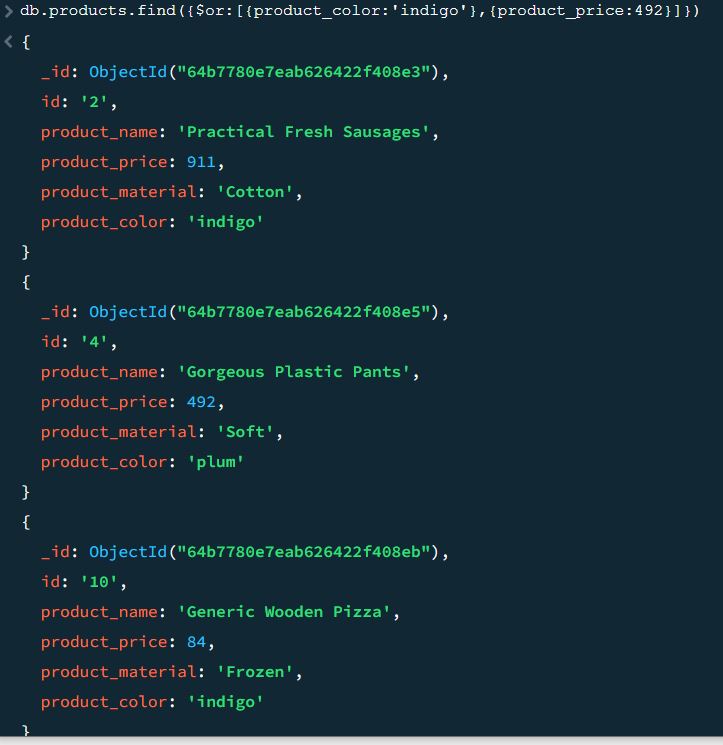 > db.products.find({$or:[{product_color:'indigo'},{product_price:492}]})
< {
_id: ObjectId("64b7780e7eab626422f408e3"),
id: '2',
product_name: 'Practical Fresh Sausages',
product_price: 911,
product_material: 'Cotton',
product_color: 'indigo'
}
{
_id: ObjectId("64b7780e7eab626422f408e5"),
id: '4',
product_name: 'Gorgeous Plastic Pants',
product_price: 492,
product_material: 'Soft',
product_color: 'plum'
}
{
_id: ObjectId("64b7780e7eab626422f408eb"),
id: '10',
product_name: 'Generic Wooden Pizza',
product_price: 84,
product_material: 'Frozen',
product_color: 'indigo'
}